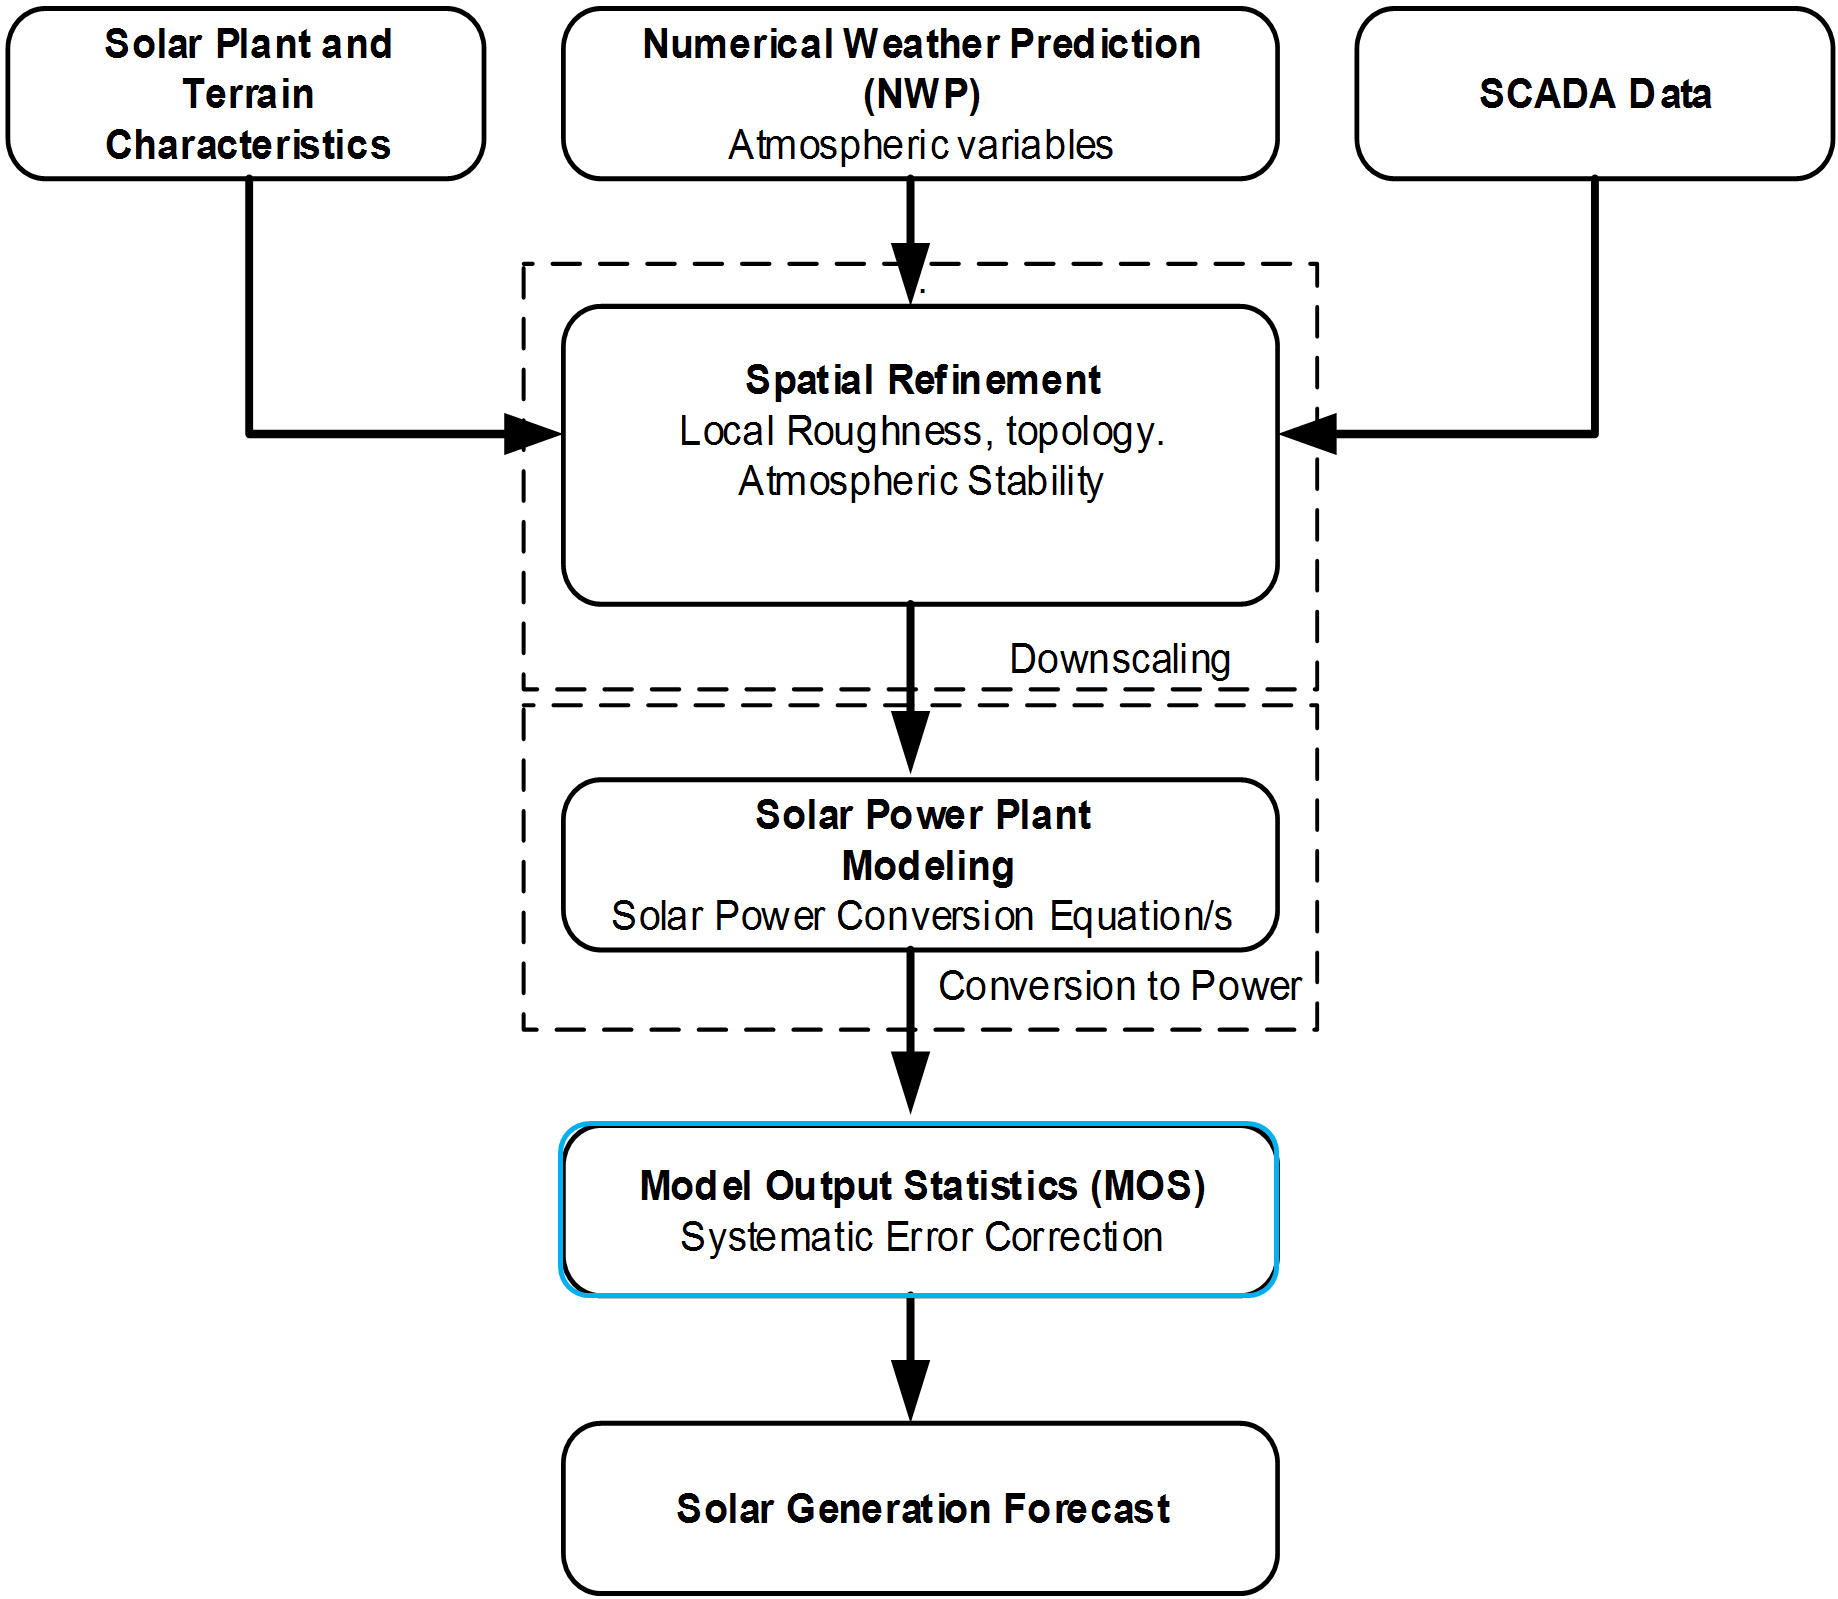 Solar Plant and
Terrain
Characteristics
Numerical Weather Prediction
(NWP)
Atmospheric variables
SCADA Data
.
Spatial Refinement
Local Roughness, topology.
Atmospheric Stability
Downscaling
Solar Power Plant
Modeling
Solar Power Conversion Equation/s
Conversion to Power
Model Output Statistics (MOS)
Systematic Error Correction
Solar Generation Forecast